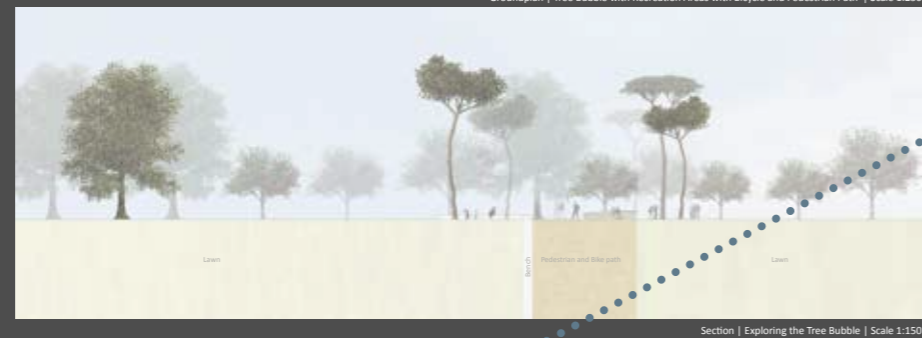 Groundplan | Tree Bubble with Recreation Areas with Bicycle and Pedestrian Path | Scale 1:200
Lawn
Bench
Pedestrian and Bike path
Lawn
Section | Exploring the Tree Bubble | Scale 1:150